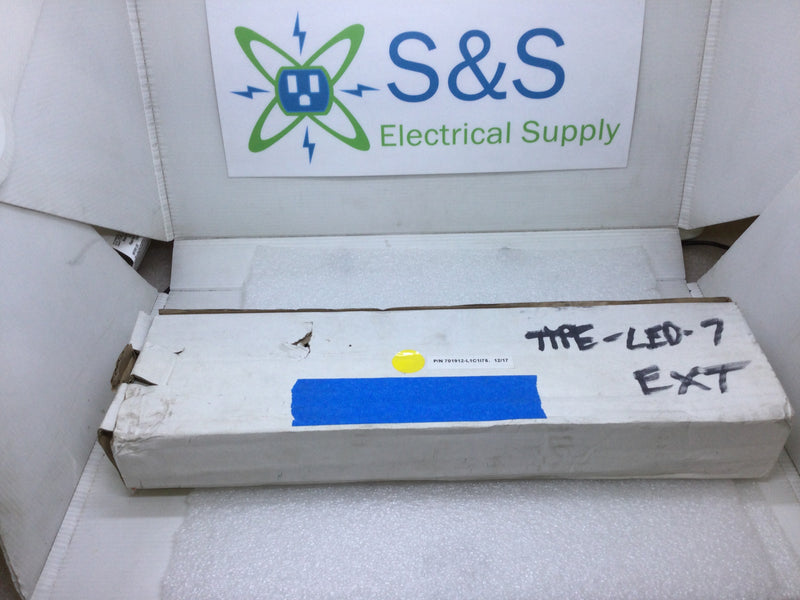 S&S
Electrical Supply
TYPE-LED-7
EXT
P/N 701912-L1C1I76. 12/17